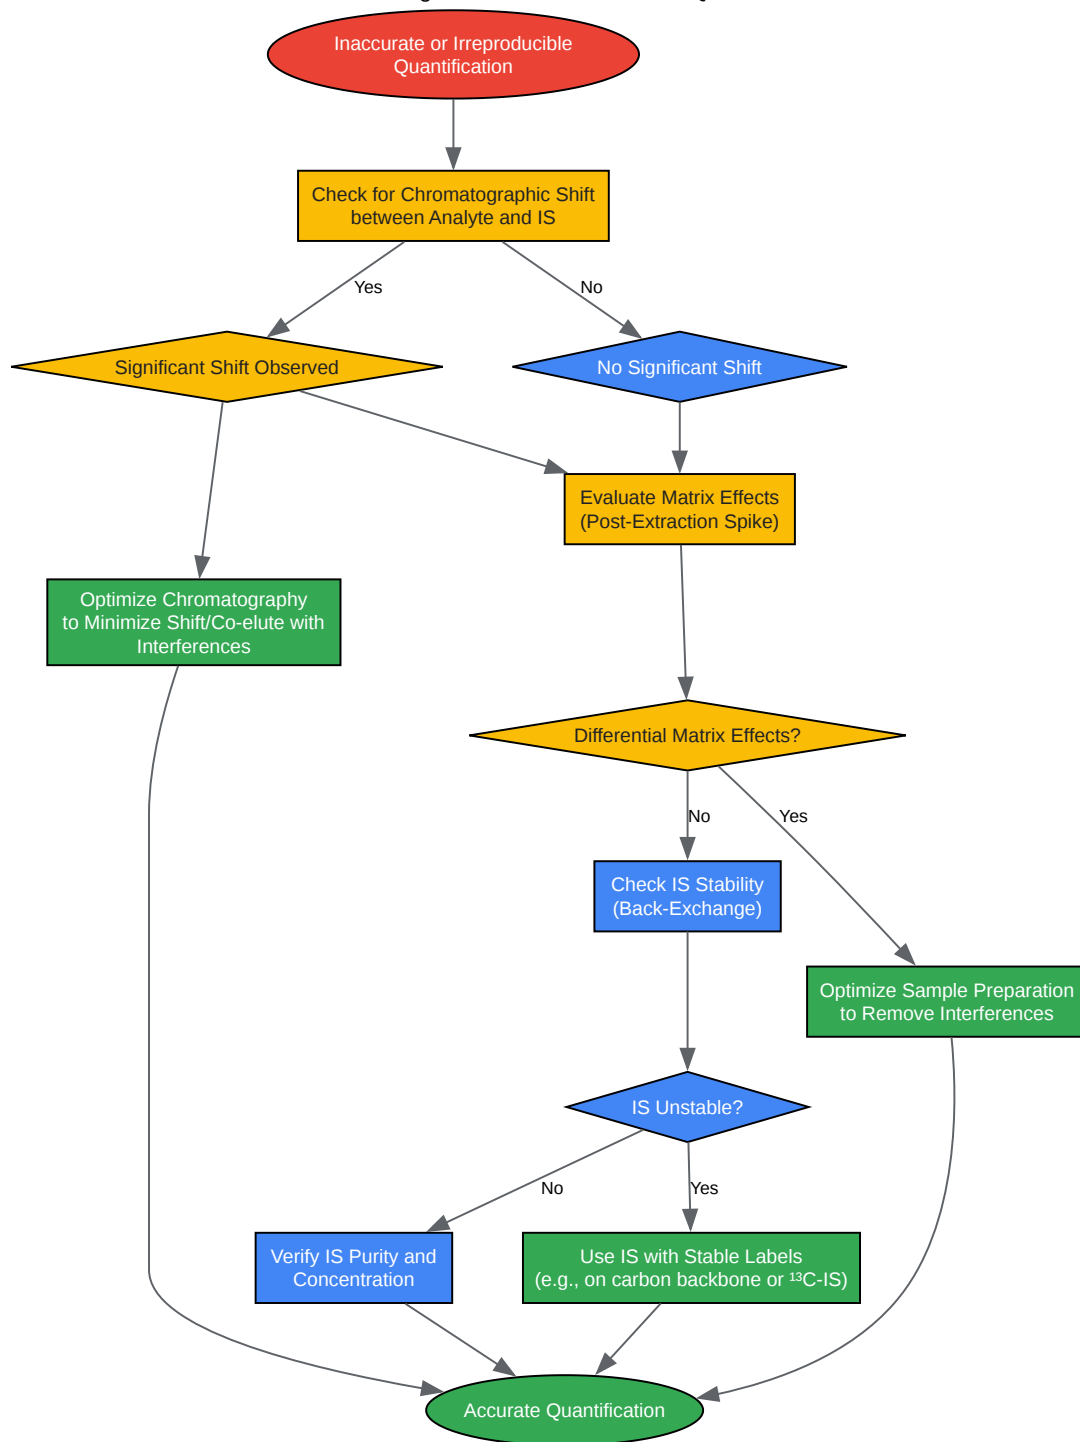 Inaccurate or Irreproducible
Quantification
Check for Chromatographic Shift
between Analyte and IS
Yes
No
Significant Shift Observed
No Significant Shift
Evaluate Matrix Effects
(Post-Extraction Spike)
Optimize Chromatography
to Minimize Shift/Co-elute with
Interferences
Differential Matrix Effects?
No
Yes
Check IS Stability
(Back-Exchange)
Optimize Sample Preparation
to Remove Interferences
IS Unstable?
No
Yes
Verify IS Purity and
Concentration
Use IS with Stable Labels
(e.g., on carbon backbone or ¹³C-IS)
Accurate Quantification